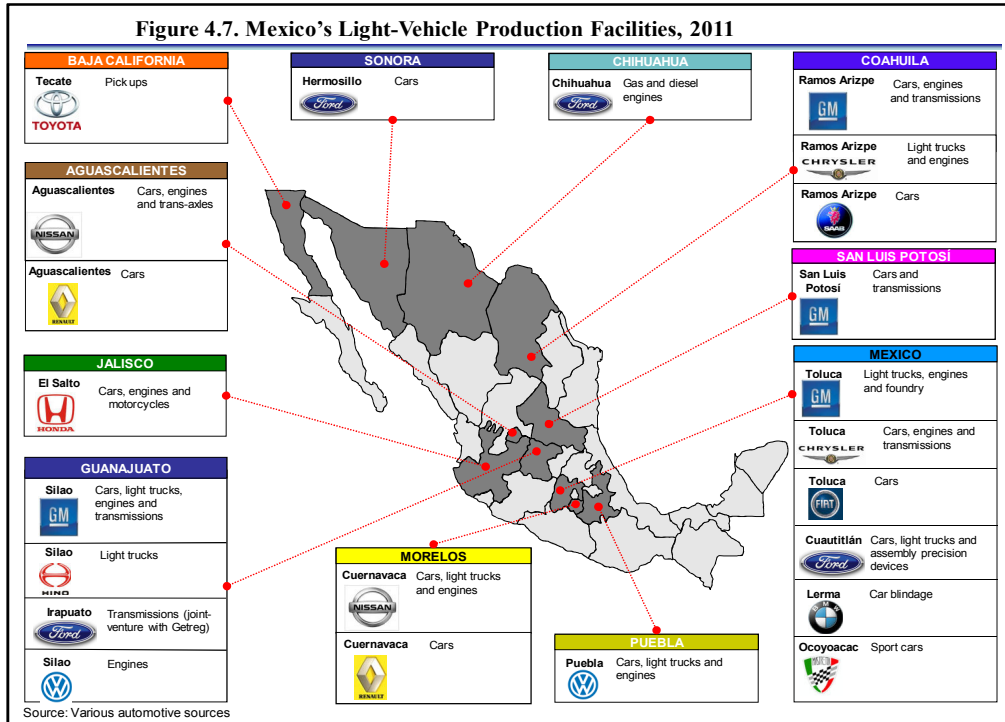 Figure 4.7. Mexico's Light-Vehicle Production Facilities, 2011
BAJA CALIFORNIA
Tecate
Pick ups
TOYOTA
SONORA
Hermosillo
Cars
Ford
CHIHUAHUA
Chihuahua
Gas and diesel
engines
Ford
COAHUILA
Ramos Arizpe
Cars, engines
and transmissions
GM
Ramos Arizpe
Light trucks
and engines
CHRYSLER
Ramos Arizpe
Cars
SAAB
AGUASCALIENTES
Aguascalientes
Cars, engines
and trans-axles
NISSAN
Aguascalientes
Cars
RENAULT
SAN LUIS POTOSÍ
San Luis
Potosí
Cars and
transmissions
GM
JALISCO
El Salto
Cars, engines and
motorcycles
HONDA
MEXICO
Toluca
Light trucks, engines
and foundry
GM
Toluca
Cars, engines and
transmissions
CHRYSLER
Toluca
Cars
FIAT
Cuautitlán
Cars, light trucks and
assembly precision
devices
Ford
Lerma
Car blindage
BMW
Ocoyoacac
Sport cars
GUANAJUATO
Silao
Cars, light trucks,
engines and
transmissions
GM
Silao
Light trucks
HINO
Irapuato
Transmissions (joint-
venture with Getreg)
Ford
Silao
Engines
MORELOS
Cuernavaca
Cars, light trucks
and engines
NISSAN
Cuernavaca
Cars
RENAULT
PUEBLA
Puebla
Cars, light trucks and
engines
Source: Various automotive sources